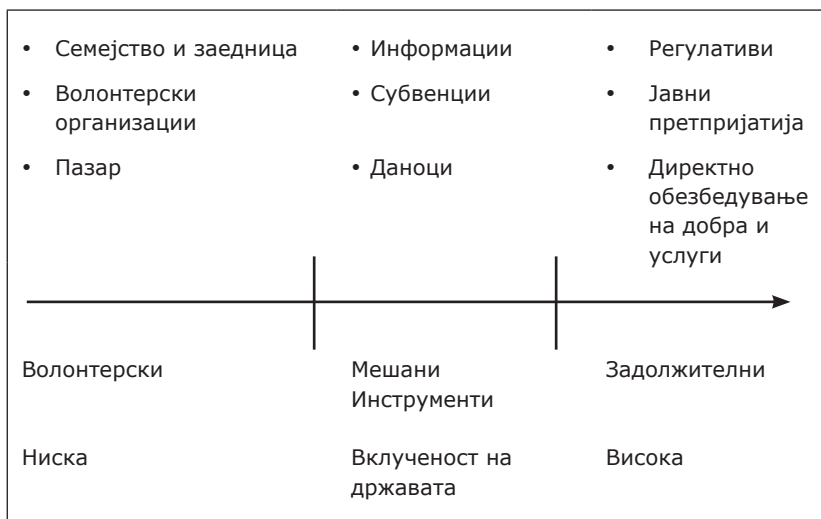 • Семејство и заедница
• Волонтерски
организации
• Пазар
• Информации
• Субвенции
• Даноци
• Регулативи
• Јавни
претпријатија
• Директно
обезбедување
на добра и
услуги
Волонтерски
Мешани
Инструменти
Задолжителни
Ниска
Вклученост на
државата
Висока